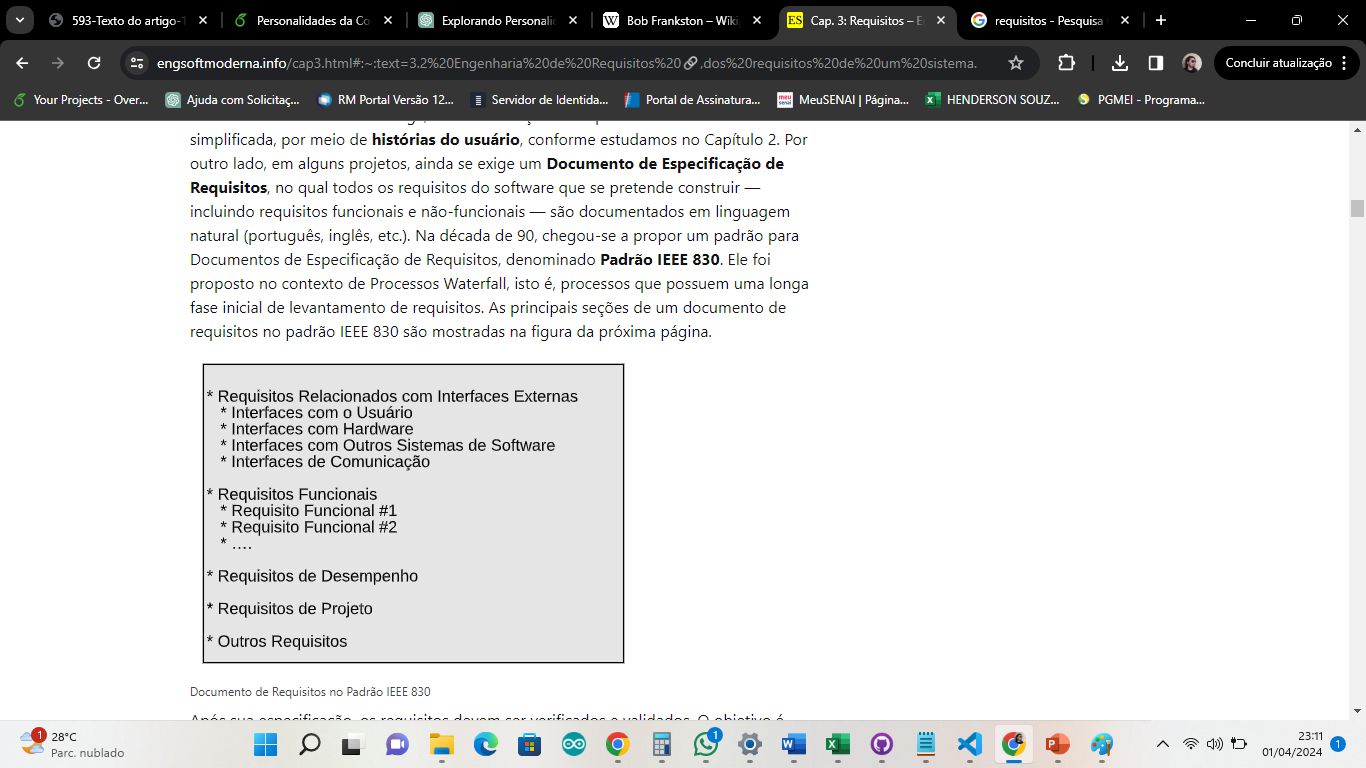 593-Texto do artigo-1
Personalidades da Co
Explorando Personalid
Bob Frankston – Wiki
Cap. 3: Requisitos – E
requisitos - Pesquisa
engsoftmoderna.info/cap3.html#:~:text=3.2%20Engenharia%20de%20Requisitos%20🔗,dos%20requisitos%20de%20um%20sistema.
Concluir atualização
Your Projects - Over...
Ajuda com Solicitaç...
RM Portal Versão 12...
Servidor de Identida...
Portal de Assinatura...
MeuSENAI | Página...
HENDERSON SOUZ...
PGMEI - Programa...
simplificada, por meio de histórias do usuário, conforme estudamos no Capítulo 2. Por
outro lado, em alguns projetos, ainda se exige um Documento de Especificação de
Requisitos, no qual todos os requisitos do software que se pretende construir —
incluindo requisitos funcionais e não-funcionais — são documentados em linguagem
natural (português, inglês, etc.). Na década de 90, chegou-se a propor um padrão para
Documentos de Especificação de Requisitos, denominado Padrão IEEE 830. Ele foi
proposto no contexto de Processos Waterfall, isto é, processos que possuem uma longa
fase inicial de levantamento de requisitos. As principais seções de um documento de
requisitos no padrão IEEE 830 são mostradas na figura da próxima página.
* Requisitos Relacionados com Interfaces Externas
* Interfaces com o Usuário
* Interfaces com Hardware
* Interfaces com Outros Sistemas de Software
* Interfaces de Comunicação
* Requisitos Funcionais
* Requisito Funcional #1
* Requisito Funcional #2
* ....
* Requisitos de Desempenho
* Requisitos de Projeto
* Outros Requisitos
Documento de Requisitos no Padrão IEEE 830
Após sua especificação, os requisitos devem ser verificados e validados. O objetivo é
28°C
Parc. nublado
23:11
01/04/2024